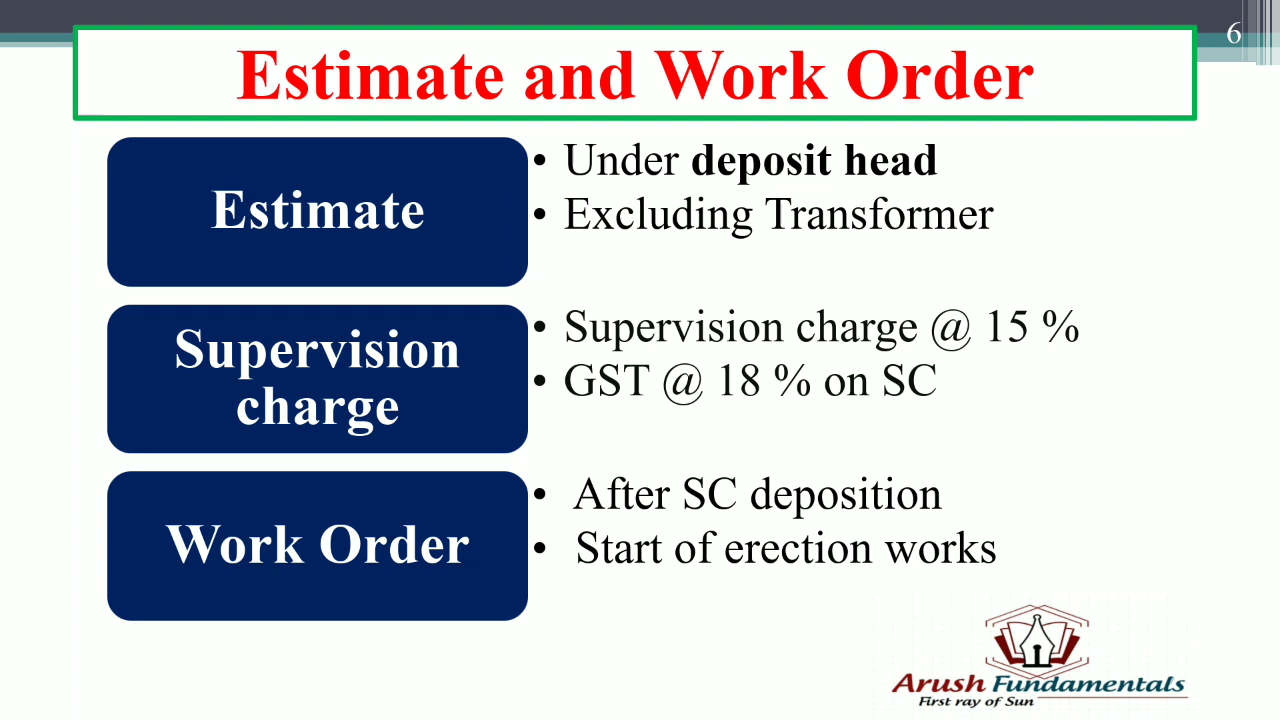 6
Estimate and Work Order
Estimate
• Under deposit head
• Excluding Transformer
Supervision
charge
• Supervision charge @ 15 %
• GST @ 18 % on SC
Work Order
• After SC deposition
• Start of erection works
Arush Fundamentals
First ray of Sun